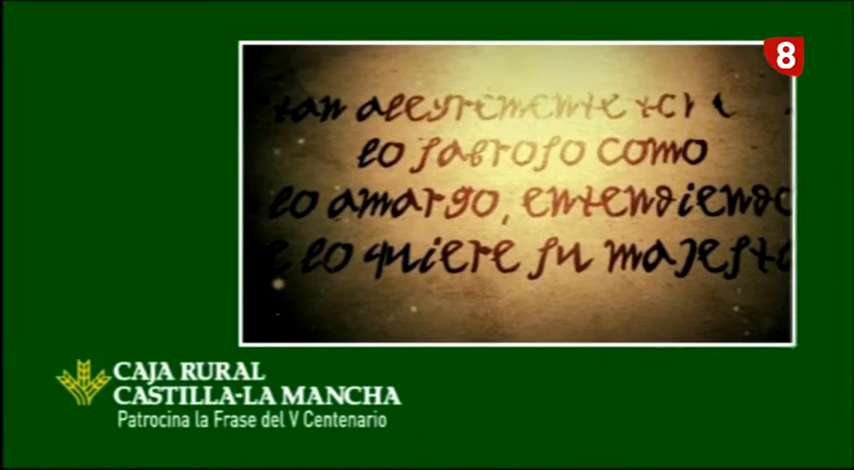 8
tan alegremente
lo ſabroſo como
lo amargo, entendiendo
lo quiere ſu majeſta
CAJA RURAL
CASTILLA-LA MANCHA
Patrocina la Frase del V Centenario